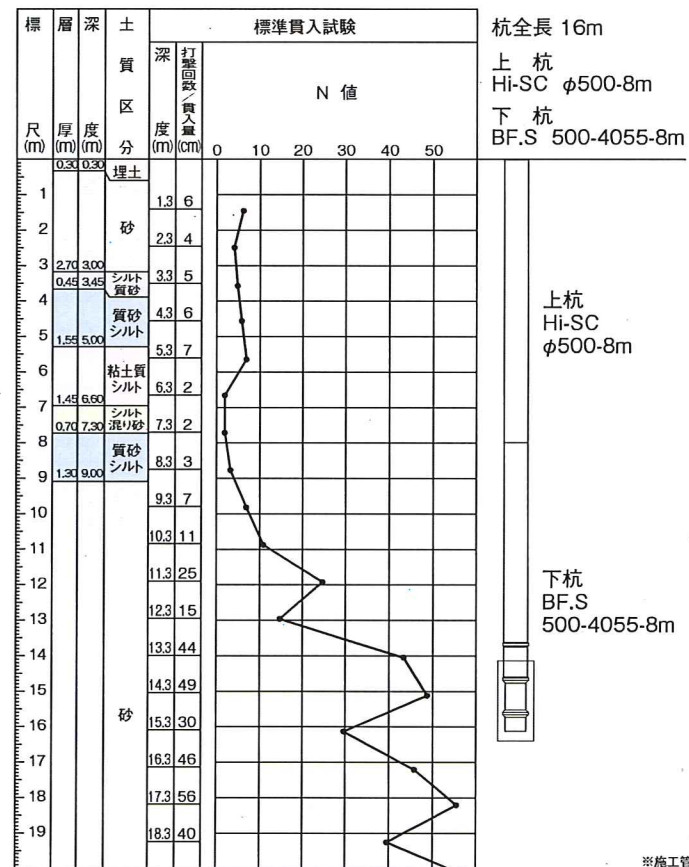 標尺(m)
層厚(m)
深度(m)
土質区分
標準貫入試験
深度(m)
打撃回数/貫入量(cm)
N 値
0 10 20 30 40 50
杭全長 16m
上 杭
Hi-SC φ500-8m
下 杭
BF.S 500-4055-8m
0.30 0.30 埋土
1
1.3 6
砂
2
2.3 4
3
2.70 3.00
0.45 3.45 シルト質砂
3.3 5
4
質砂シルト
4.3 6
5
1.55 5.00
5.3 7
6
粘土質シルト
6.3 2
1.45 6.60
7
シルト混り砂
0.70 7.30
7.3 2
8
質砂シルト
8.3 3
9
1.30 9.00
9.3 7
10
10.3 11
11
11.3 25
12
12.3 15
13
13.3 44
14
14.3 49
15
砂
15.3 30
16
16.3 46
17
17.3 56
18
18.3 40
19
上杭
Hi-SC
φ500-8m
下杭
BF.S
500-4055-8m
※施工管